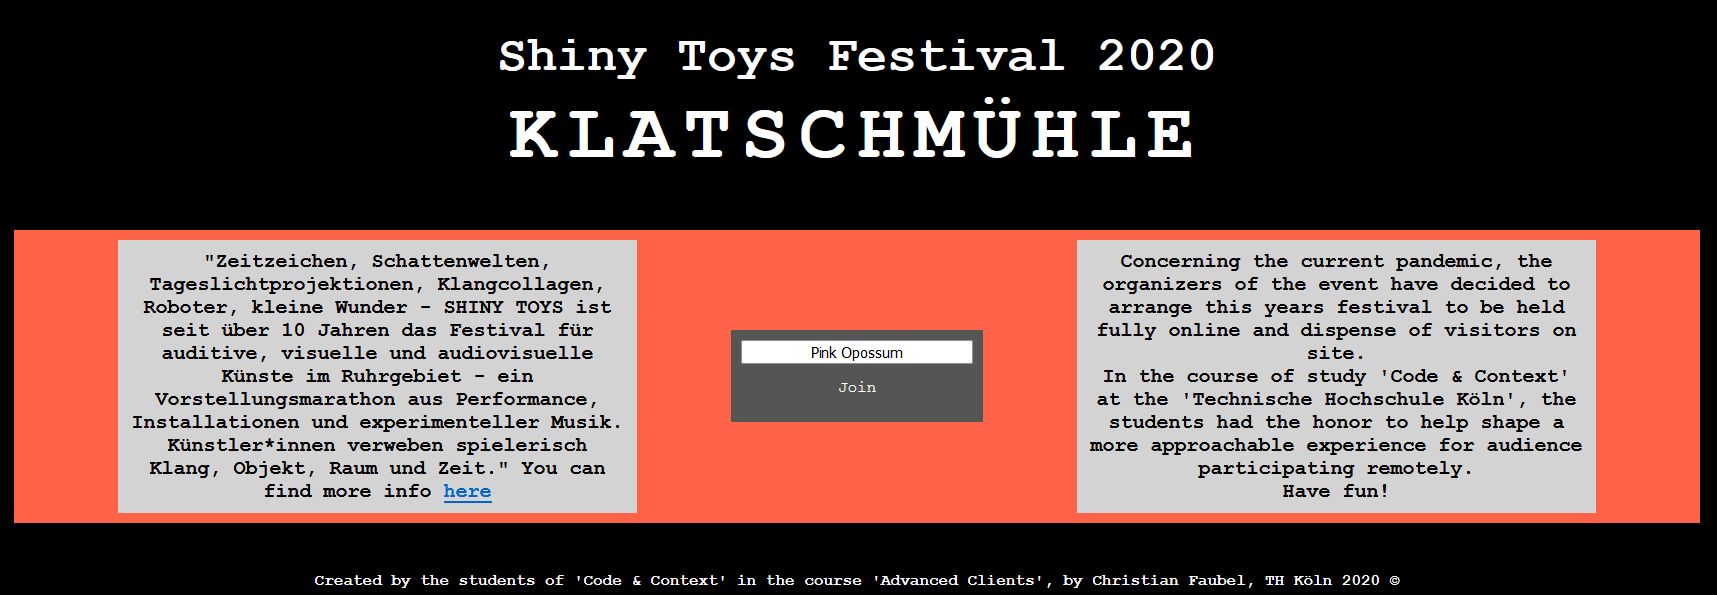 Shiny Toys Festival 2020
KLATSCHMÜHLE
"Zeitzeichen, Schattenwelten,
Tageslichtprojektionen, Klangcollagen,
Roboter, kleine Wunder - SHINY TOYS ist
seit über 10 Jahren das Festival für
auditive, visuelle und audiovisuelle
Künste im Ruhrgebiet - ein
Vorstellungsmarathon aus Performance,
Installationen und experimenteller Musik.
Künstler*innen verweben spielerisch
Klang, Objekt, Raum und Zeit." You can
find more info here
Pink Opossum
Join
Concerning the current pandemic, the
organizers of the event have decided to
arrange this years festival to be held
fully online and dispense of visitors on
site.
In the course of study 'Code & Context'
at the 'Technische Hochschule Köln', the
students had the honor to help shape a
more approachable experience for audience
participating remotely.
Have fun!
Created by the students of 'Code & Context' in the course 'Advanced Clients', by Christian Faubel, TH Köln 2020 ©